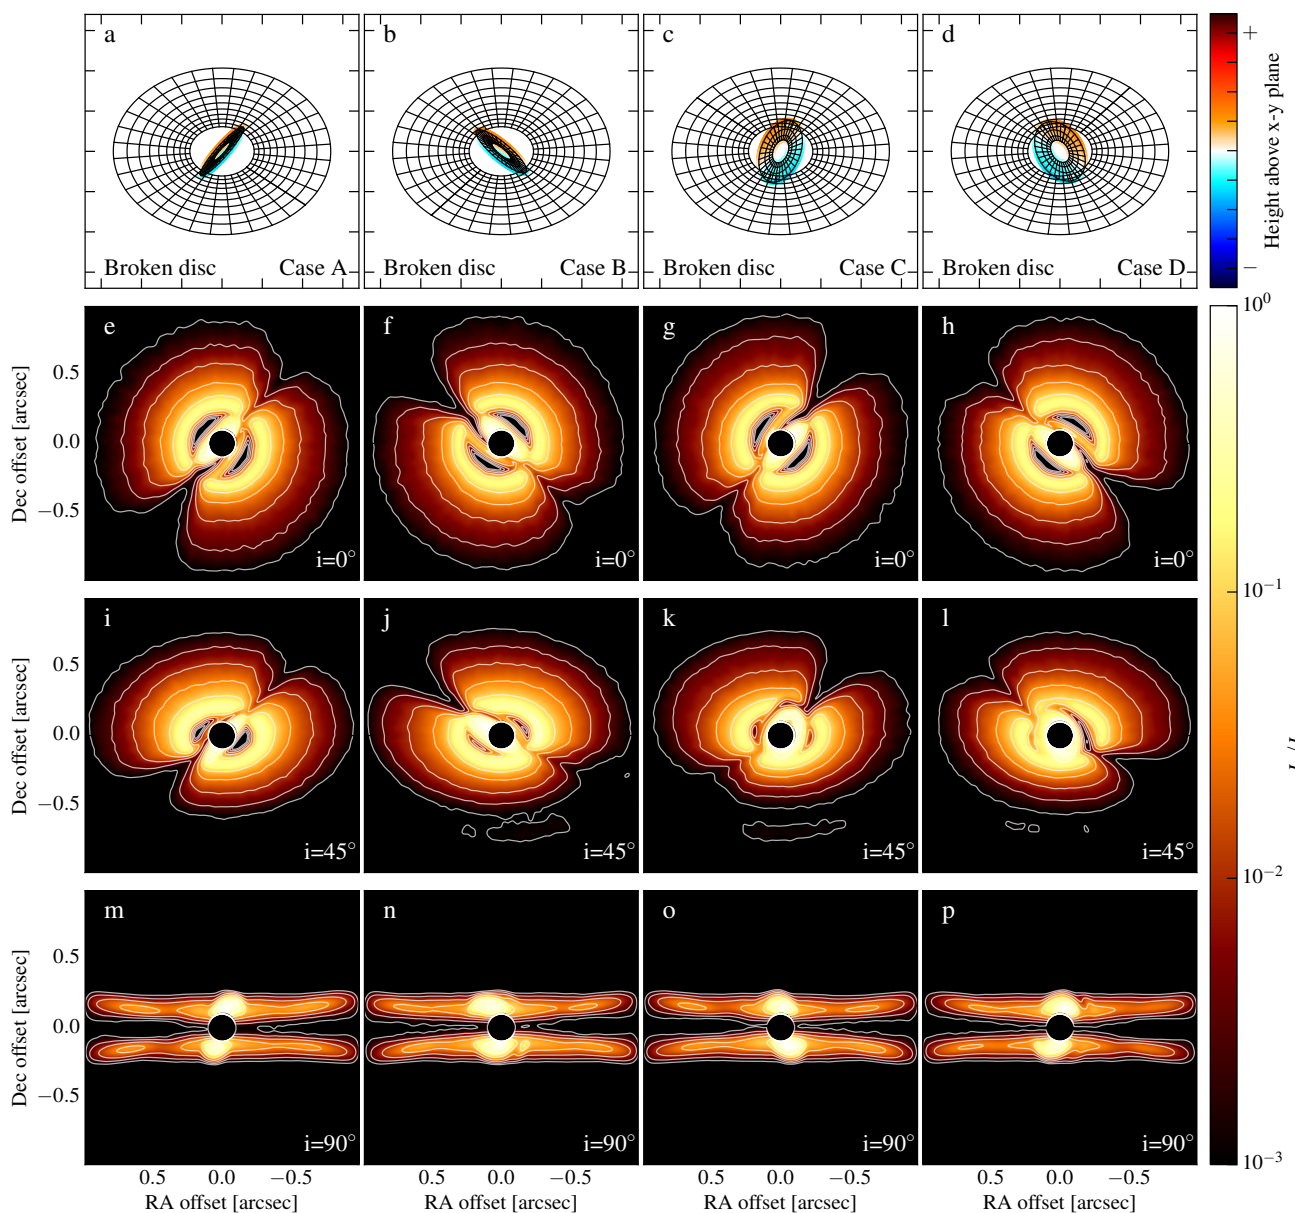 a
Broken disc Case A
b
Broken disc Case B
c
Broken disc Case C
d
Broken disc Case D
+
−
Height above x-y plane
e
i=0°
f
i=0°
g
i=0°
h
i=0°
0.5
0.0
−0.5
Dec offset [arcsec]
i
i=45°
j
i=45°
k
i=45°
l
i=45°
0.5
0.0
−0.5
Dec offset [arcsec]
m
i=90°
n
i=90°
o
i=90°
p
i=90°
0.5
0.0
−0.5
Dec offset [arcsec]
0.5 0.0 −0.5
RA offset [arcsec]
0.5 0.0 −0.5
RA offset [arcsec]
0.5 0.0 −0.5
RA offset [arcsec]
0.5 0.0 −0.5
RA offset [arcsec]
10⁰
10⁻¹
10⁻²
10⁻³